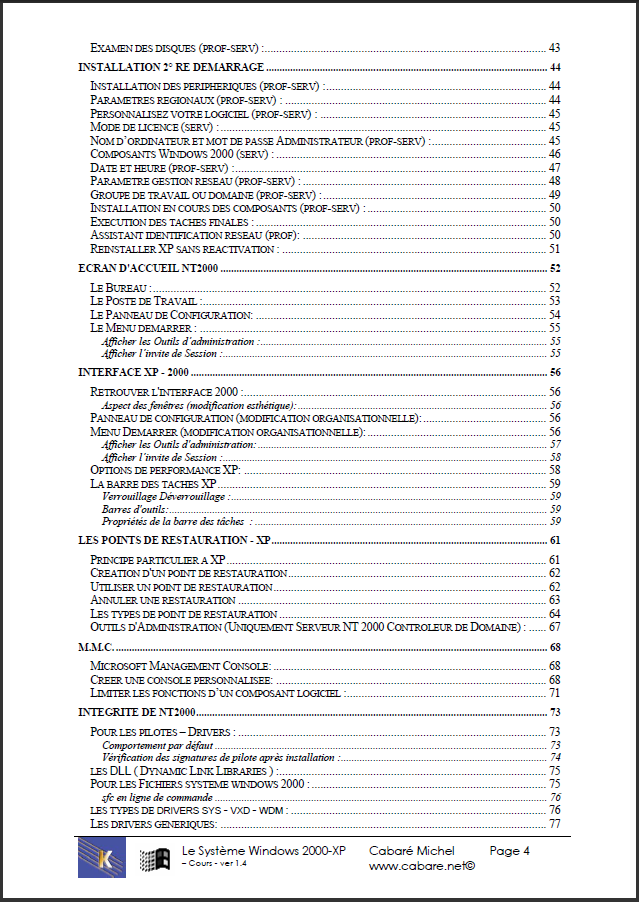 EXAMEN DES DISQUES (PROF-SERV) :............ 43
INSTALLATION 2° RE DEMARRAGE ............ 44
INSTALLATION DES PERIPHERIQUES (PROF-SERV) :............ 44
PARAMETRES REGIONAUX (PROF-SERV) : ............ 44
PERSONNALISEZ VOTRE LOGICIEL (PROF-SERV) : ............ 45
MODE DE LICENCE (SERV) :............ 45
NOM D'ORDINATEUR ET MOT DE PASSE ADMINISTRATEUR (PROF-SERV) :............ 45
COMPOSANTS WINDOWS 2000 (SERV) : ............ 46
DATE ET HEURE (PROF-SERV) :............ 47
PARAMETRE GESTION RESEAU (PROF-SERV) : ............ 48
GROUPE DE TRAVAIL OU DOMAINE (PROF-SERV) :............ 49
INSTALLATION EN COURS DES COMPOSANTS (PROF-SERV) : ............ 50
EXECUTION DES TACHES FINALES : ............ 50
ASSISTANT IDENTIFICATION RESEAU (PROF): ............ 50
REINSTALLER XP SANS REACTIVATION : ............ 51
ECRAN D'ACCUEIL NT2000 ............ 52
LE BUREAU : ............ 52
LE POSTE DE TRAVAIL :............ 53
LE PANNEAU DE CONFIGURATION: ............ 54
LE MENU DEMARRER : ............ 55
Afficher les Outils d'administration :............ 55
Afficher l'invite de Session :............ 55
INTERFACE XP - 2000 ............ 56
RETROUVER L'INTERFACE 2000 :............ 56
Aspect des fenêtres (modification esthétique): ............ 56
PANNEAU DE CONFIGURATION (MODIFICATION ORGANISATIONNELLE): ............ 56
MENU DEMARRER (MODIFICATION ORGANISATIONNELLE): ............ 56
Afficher les Outils d'administration: ............ 57
Afficher l'invite de Session : ............ 58
OPTIONS DE PERFORMANCE XP: ............ 58
LA BARRE DES TACHES XP ............ 59
Verrouillage Déverrouillage :............ 59
Barres d'outils:............ 59
Propriétés de la barre des tâches : ............ 59
LES POINTS DE RESTAURATION - XP............ 61
PRINCIPE PARTICULIER A XP ............ 61
CREATION D'UN POINT DE RESTAURATION ............ 62
UTILISER UN POINT DE RESTAURATION............ 62
ANNULER UNE RESTAURATION ............ 63
LES TYPES DE POINT DE RESTAURATION ............ 64
OUTILS D'ADMINISTRATION (UNIQUEMENT SERVEUR NT 2000 CONTROLEUR DE DOMAINE) : ...... 67
M.M.C. ............ 68
MICROSOFT MANAGEMENT CONSOLE: ............ 68
CREER UNE CONSOLE PERSONNALISEE: ............ 68
LIMITER LES FONCTIONS D'UN COMPOSANT LOGICIEL :............ 71
INTEGRITE DE NT2000............ 73
POUR LES PILOTES – DRIVERS : ............ 73
Comportement par défaut ............ 73
Vérification des signatures de pilote après installation :............ 74
LES DLL ( DYNAMIC LINK LIBRARIES ) : ............ 75
POUR LES FICHIERS SYSTEME WINDOWS 2000 : ............ 75
sfc en ligne de commande ............ 76
LES TYPES DE DRIVERS SYS - VXD - WDM : ............ 76
LES DRIVERS GENERIQUES: ............ 77
K
Le Système Windows 2000-XP Cabaré Michel Page 4
– Cours - ver 1.4 www.cabare.net©